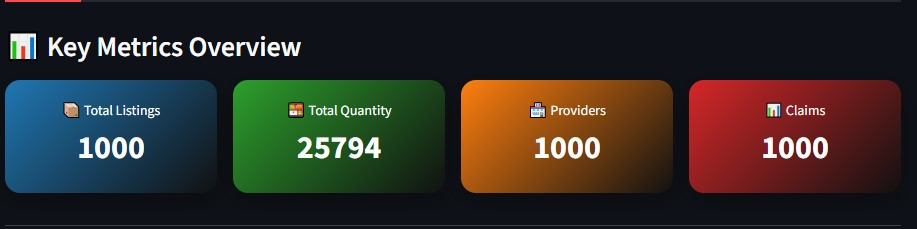 Key Metrics Overview
Total Listings
1000
Total Quantity
25794
Providers
1000
Claims
1000